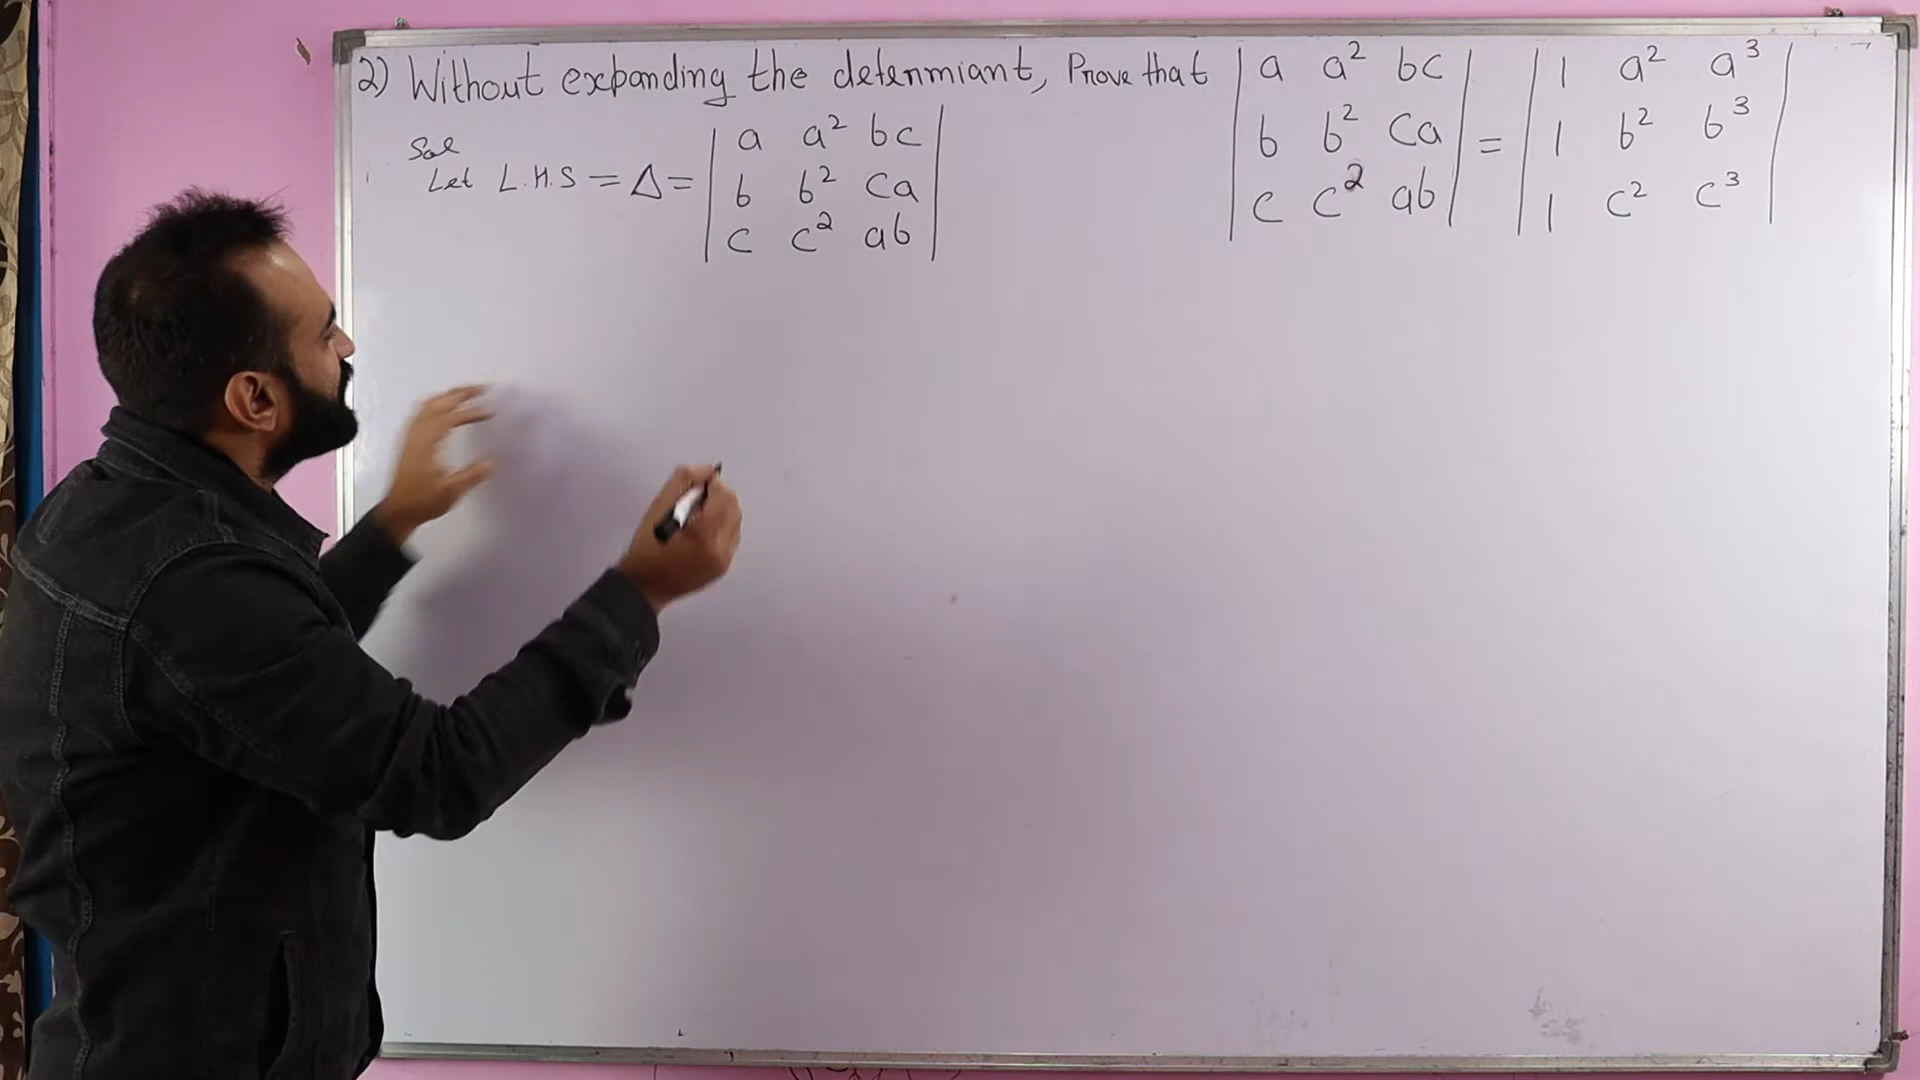 2) Without expanding the detenmiant, Prove that | a a² bc | = | 1 a² a³ |
| b b² ca | | 1 b² b³ |
| c c² ab | | 1 c² c³ |
Sol
Let L.H.S = Δ = | a a² bc |
| b b² ca |
| c c² ab |